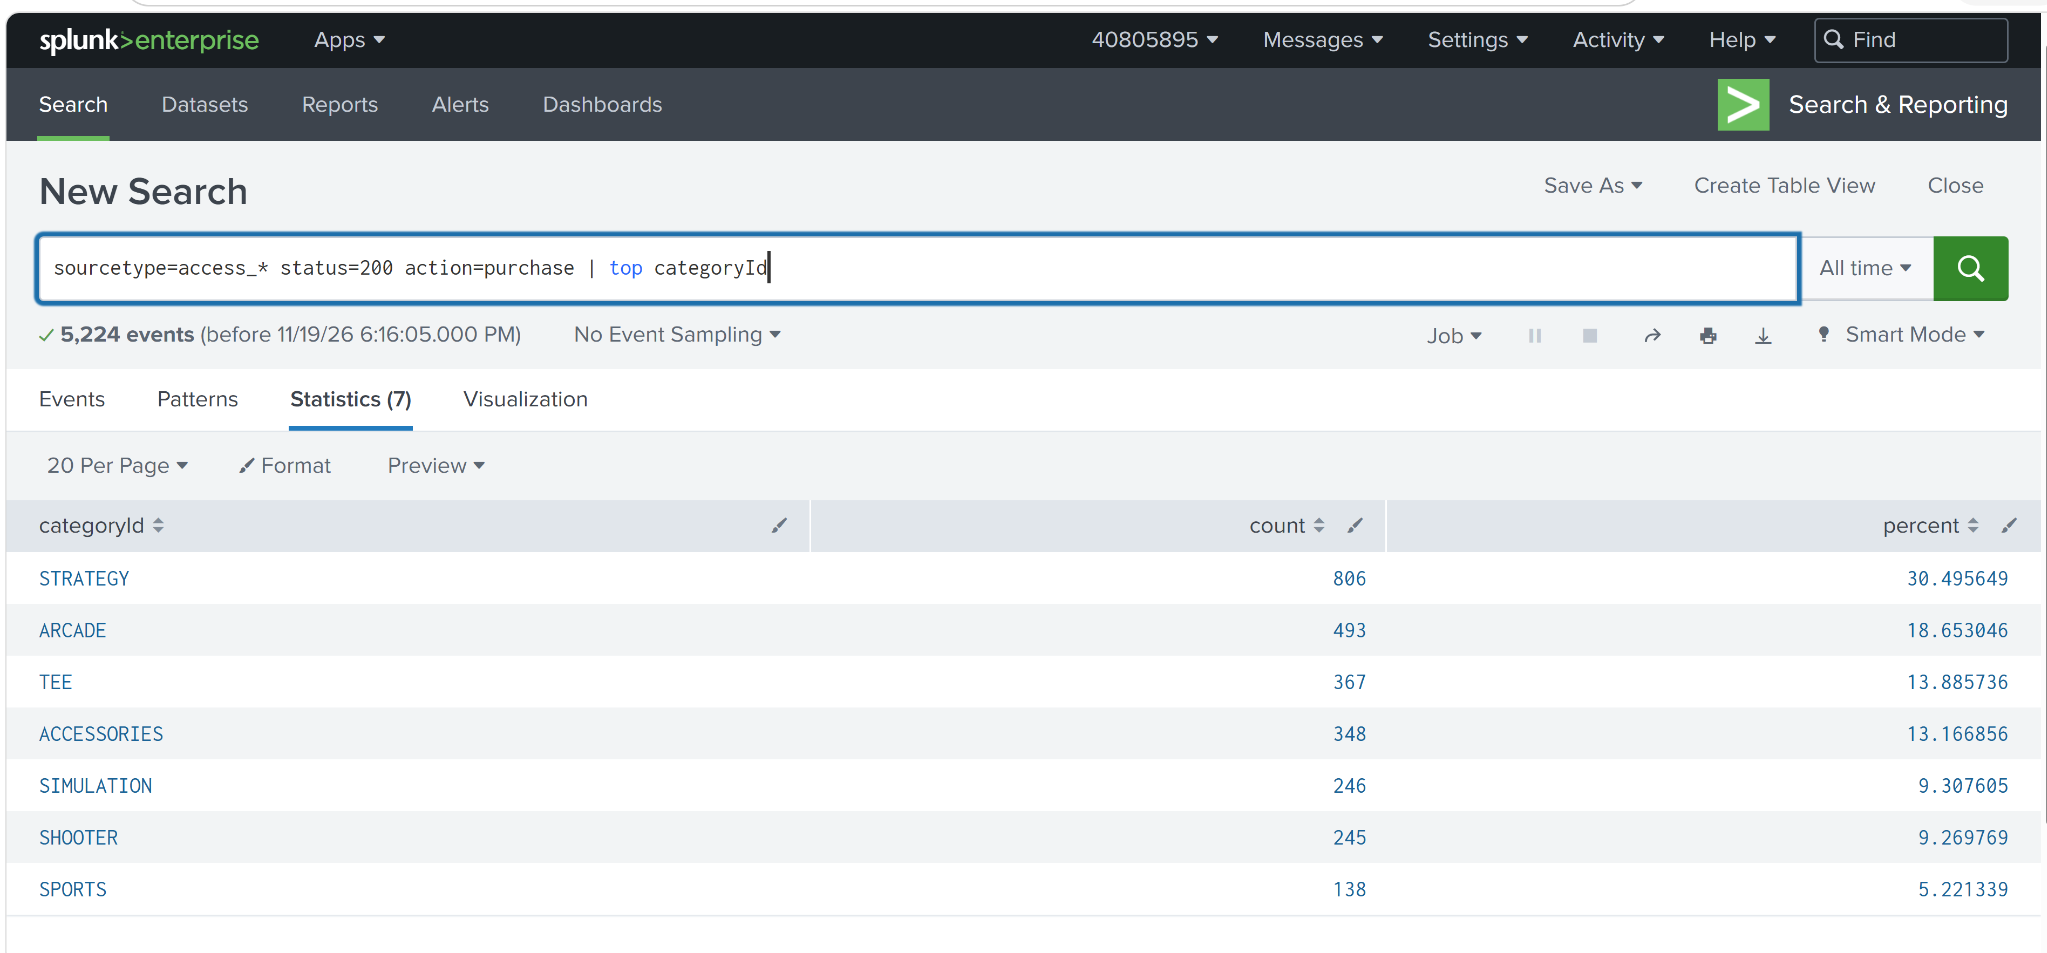 splunk>enterprise Apps 40805895 Messages Settings Activity Help Find
Search Datasets Reports Alerts Dashboards Search & Reporting
New Search Save As Create Table View Close
sourcetype=access_* status=200 action=purchase | top categoryId All time
5,224 events (before 11/19/26 6:16:05.000 PM) No Event Sampling Job Smart Mode
Events Patterns Statistics (7) Visualization
20 Per Page Format Preview
categoryId count percent
STRATEGY 806 30.495649
ARCADE 493 18.653046
TEE 367 13.885736
ACCESSORIES 348 13.166856
SIMULATION 246 9.307605
SHOOTER 245 9.269769
SPORTS 138 5.221339